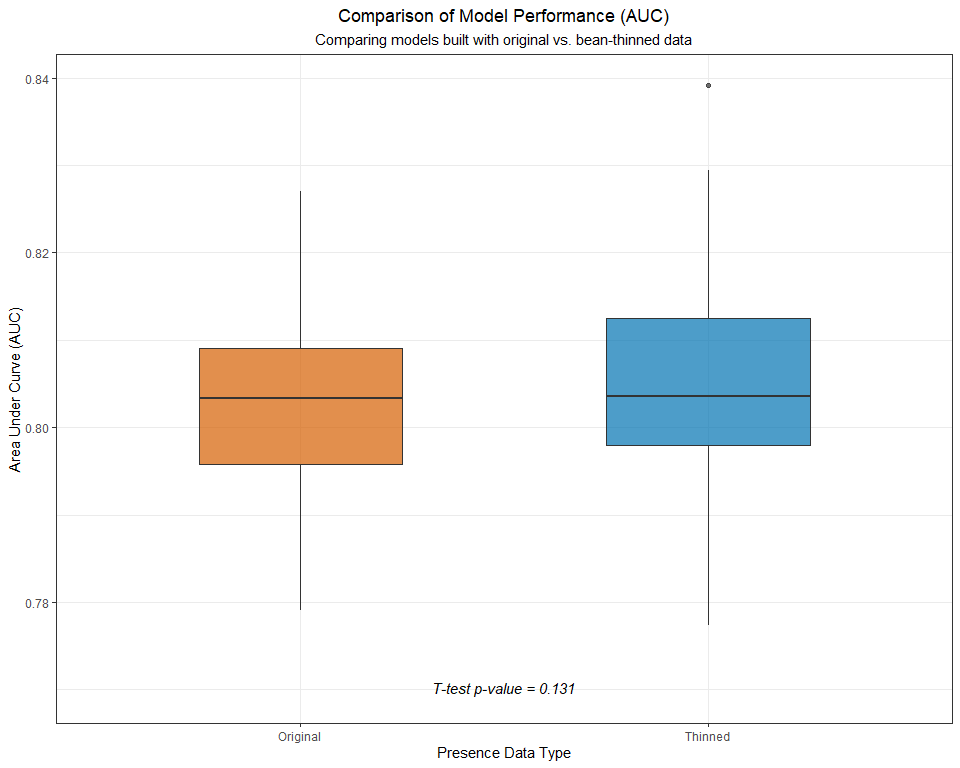 Comparison of Model Performance (AUC)
Comparing models built with original vs. bean-thinned data
Area Under Curve (AUC)
0.84
0.82
0.80
0.78
T-test p-value = 0.131
Original
Thinned
Presence Data Type